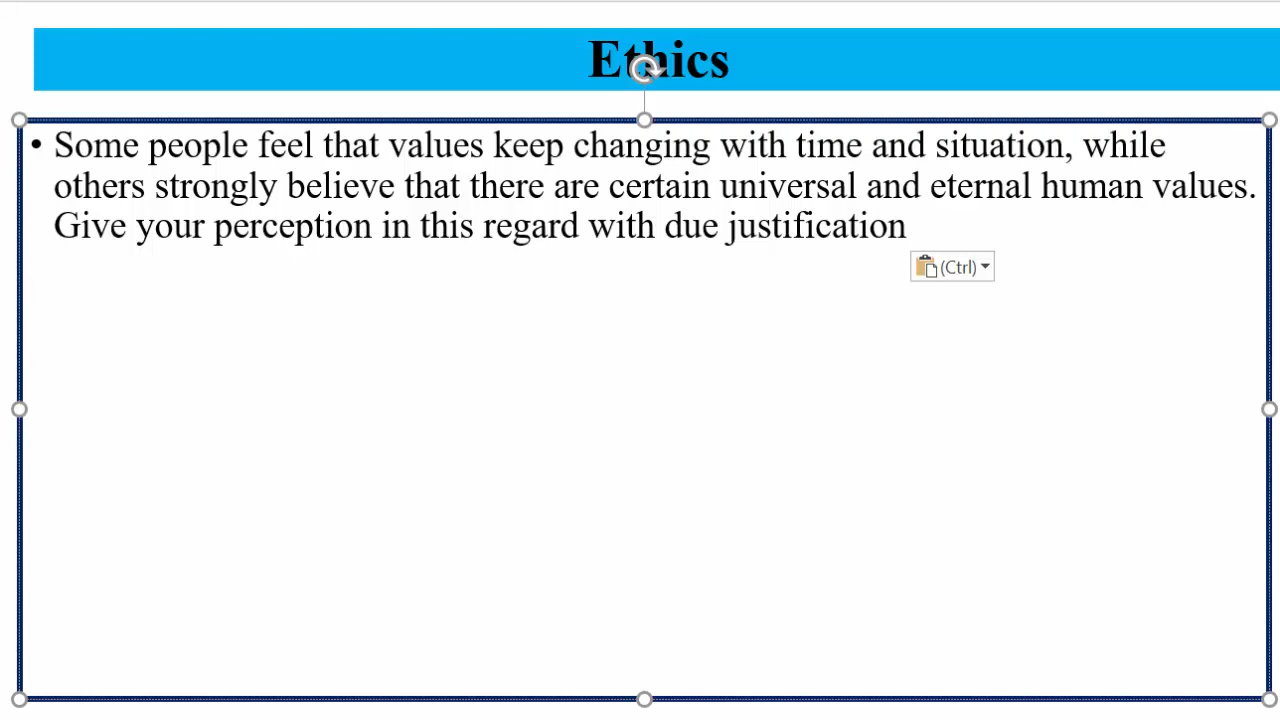 Ethics
• Some people feel that values keep changing with time and situation, while
others strongly believe that there are certain universal and eternal human values.
Give your perception in this regard with due justification
(Ctrl)